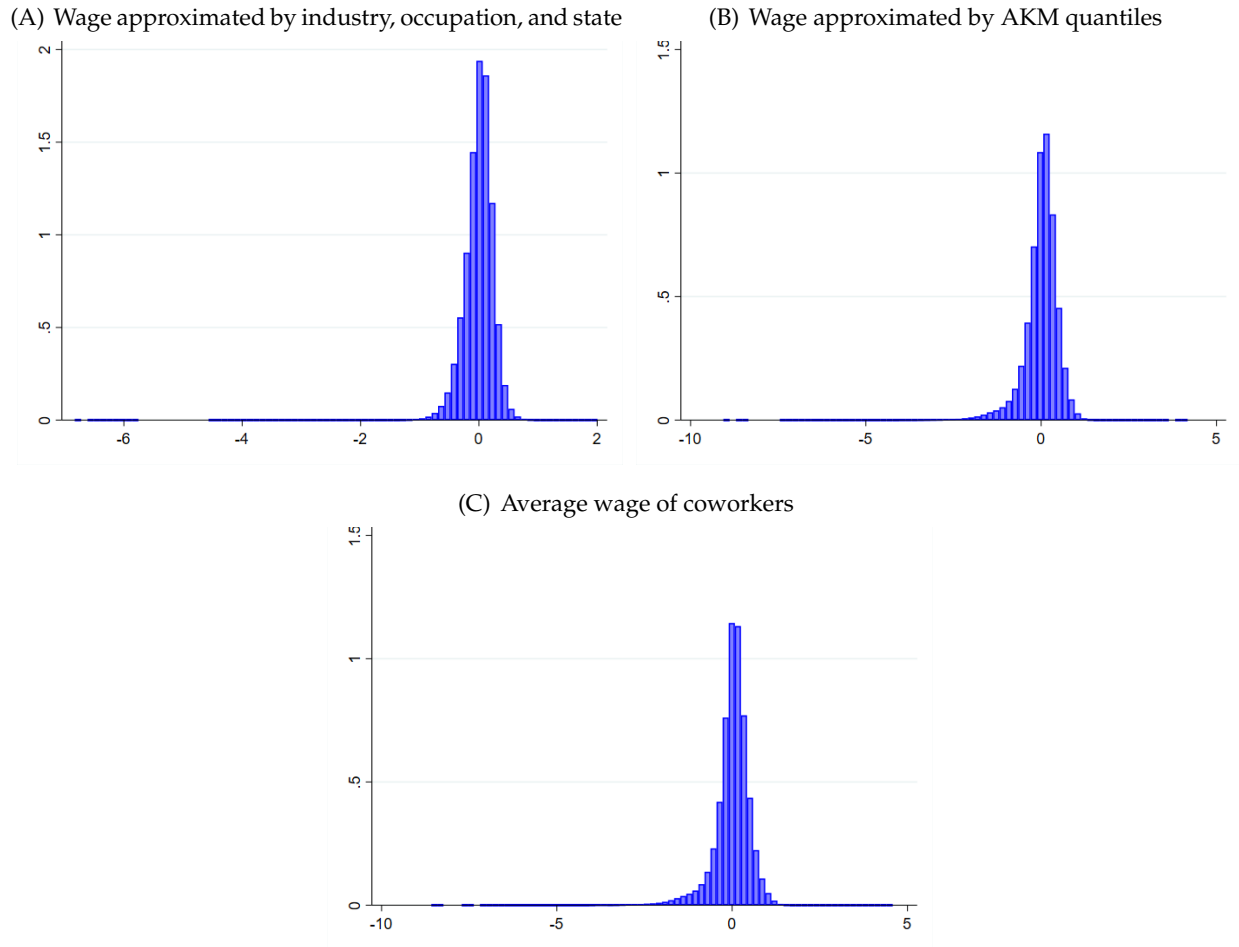 (A) Wage approximated by industry, occupation, and state
2
1.5
1
.5
0
-6 -4 -2 0 2
(B) Wage approximated by AKM quantiles
1.5
1
.5
0
-10 -5 0 5
(C) Average wage of coworkers
1.5
1
.5
0
-10 -5 0 5